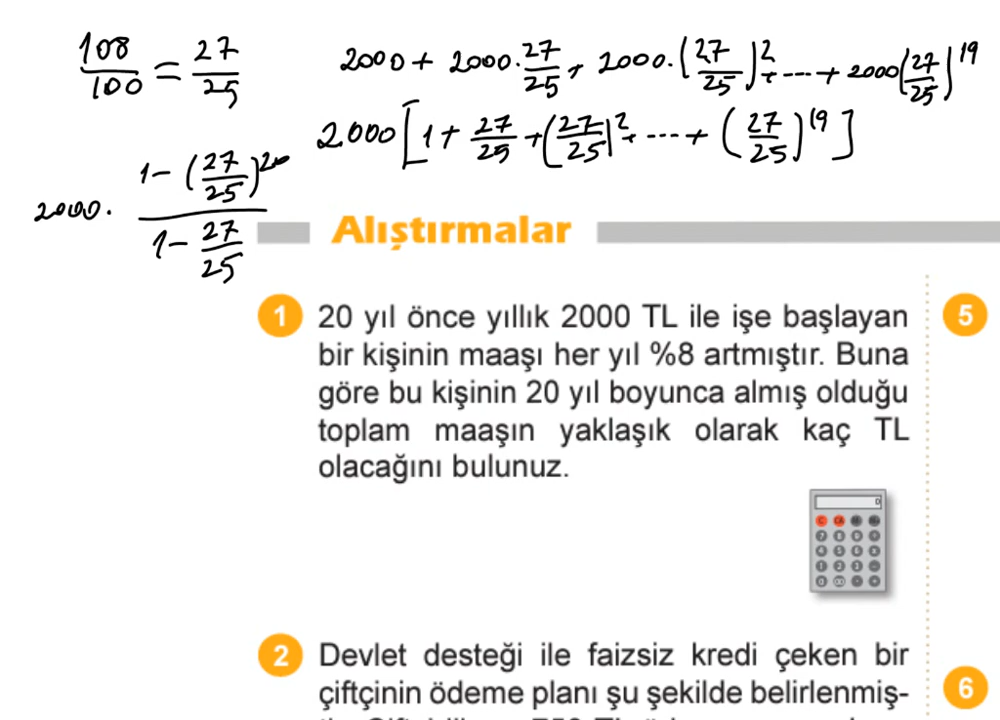 108/100 = 27/25
2000 + 2000.27/25 + 2000.(27/25)² + ---- + 2000(27/25)¹⁹
2000[1 + 27/25 + (27/25)² + ---- + (27/25)¹⁹]
2000. (1 - (27/25)²⁰)/(1 - 27/25)
Alıştırmalar
1 20 yıl önce yıllık 2000 TL ile işe başlayan
bir kişinin maaşı her yıl %8 artmıştır. Buna
göre bu kişinin 20 yıl boyunca almış olduğu
toplam maaşın yaklaşık olarak kaç TL
olacağını bulunuz.
5
2 Devlet desteği ile faizsiz kredi çeken bir
çiftçinin ödeme planı şu şekilde belirlenmiş-
6